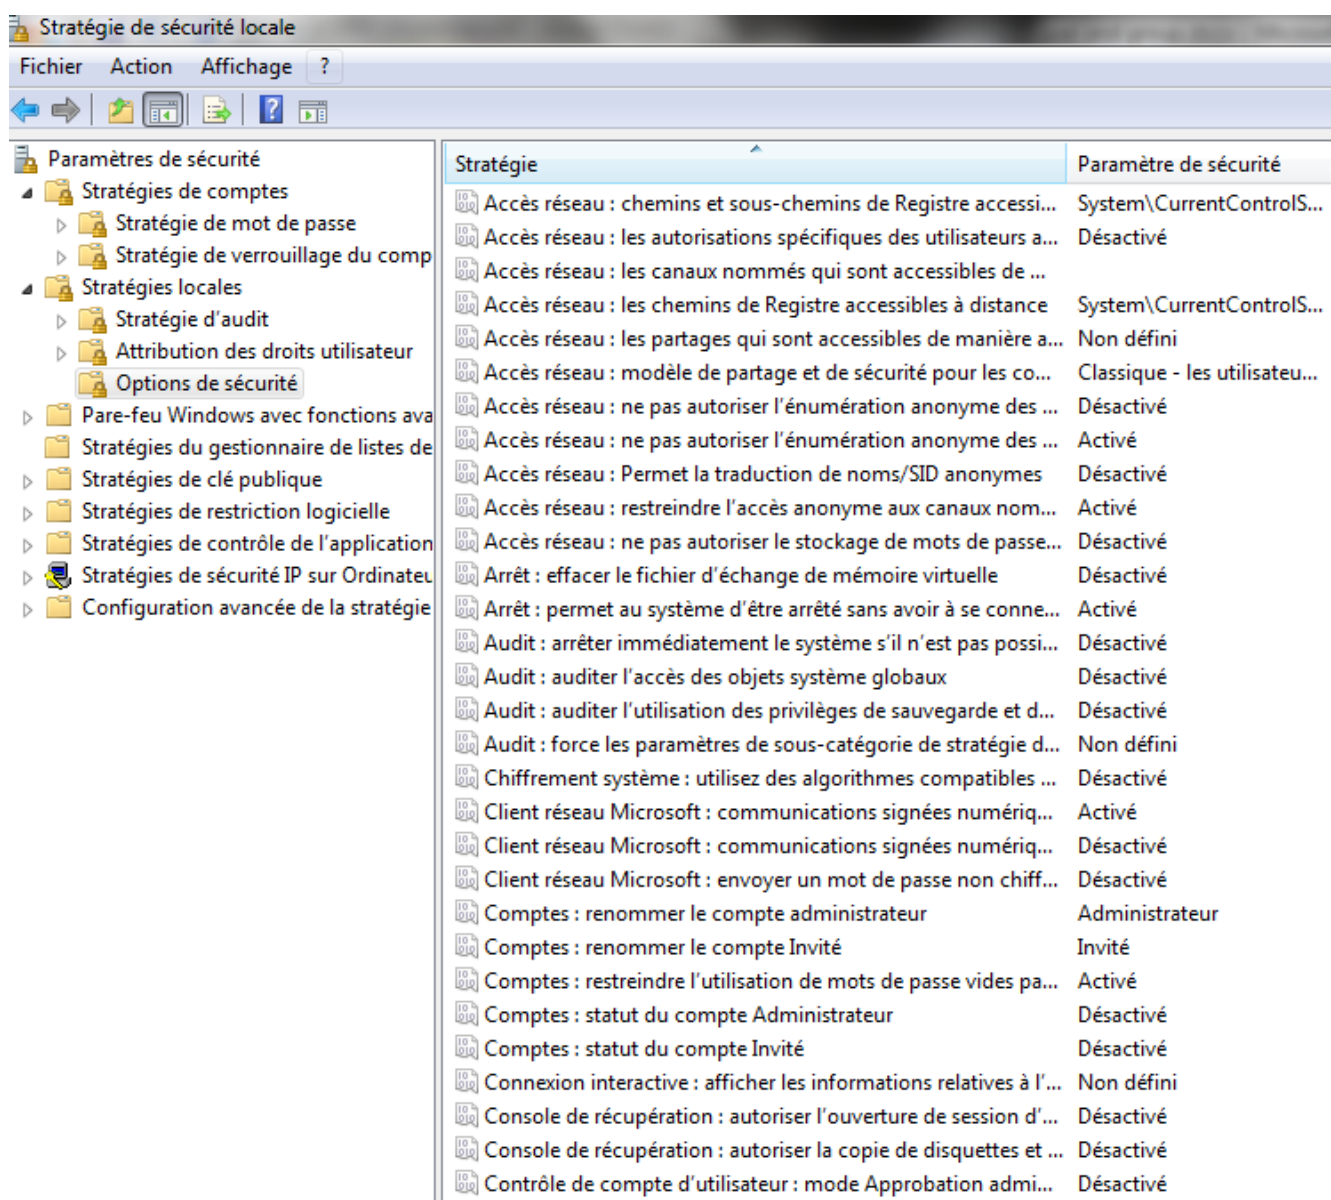 Stratégie de sécurité locale
Fichier Action Affichage ?
Paramètres de sécurité
Stratégies de comptes
Stratégie de mot de passe
Stratégie de verrouillage du comp
Stratégies locales
Stratégie d'audit
Attribution des droits utilisateur
Options de sécurité
Pare-feu Windows avec fonctions ava
Stratégies du gestionnaire de listes de
Stratégies de clé publique
Stratégies de restriction logicielle
Stratégies de contrôle de l'application
Stratégies de sécurité IP sur Ordinateu
Configuration avancée de la stratégie
Stratégie Paramètre de sécurité
Accès réseau : chemins et sous-chemins de Registre accessi... System\CurrentControlS...
Accès réseau : les autorisations spécifiques des utilisateurs a... Désactivé
Accès réseau : les canaux nommés qui sont accessibles de ...
Accès réseau : les chemins de Registre accessibles à distance System\CurrentControlS...
Accès réseau : les partages qui sont accessibles de manière a... Non défini
Accès réseau : modèle de partage et de sécurité pour les co... Classique - les utilisateu...
Accès réseau : ne pas autoriser l'énumération anonyme des ... Désactivé
Accès réseau : ne pas autoriser l'énumération anonyme des ... Activé
Accès réseau : Permet la traduction de noms/SID anonymes Désactivé
Accès réseau : restreindre l'accès anonyme aux canaux nom... Activé
Accès réseau : ne pas autoriser le stockage de mots de passe... Désactivé
Arrêt : effacer le fichier d'échange de mémoire virtuelle Désactivé
Arrêt : permet au système d'être arrêté sans avoir à se conne... Activé
Audit : arrêter immédiatement le système s'il n'est pas possi... Désactivé
Audit : auditer l'accès des objets système globaux Désactivé
Audit : auditer l'utilisation des privilèges de sauvegarde et d... Désactivé
Audit : force les paramètres de sous-catégorie de stratégie d... Non défini
Chiffrement système : utilisez des algorithmes compatibles ... Désactivé
Client réseau Microsoft : communications signées numériq... Activé
Client réseau Microsoft : communications signées numériq... Désactivé
Client réseau Microsoft : envoyer un mot de passe non chiff... Désactivé
Comptes : renommer le compte administrateur Administrateur
Comptes : renommer le compte Invité Invité
Comptes : restreindre l'utilisation de mots de passe vides pa... Activé
Comptes : statut du compte Administrateur Désactivé
Comptes : statut du compte Invité Désactivé
Connexion interactive : afficher les informations relatives à l'... Non défini
Console de récupération : autoriser l'ouverture de session d'... Désactivé
Console de récupération : autoriser la copie de disquettes et ... Désactivé
Contrôle de compte d'utilisateur : mode Approbation admi... Désactivé